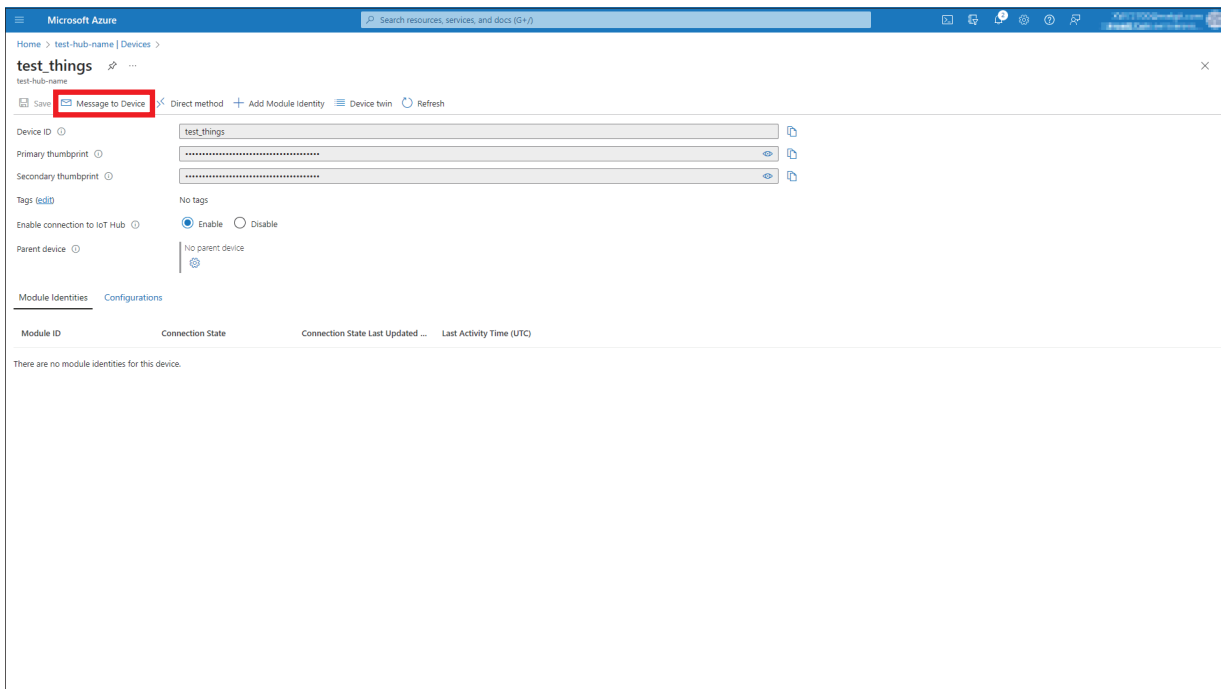 Microsoft Azure
Search resources, services, and docs (G+/)
2
Home > test-hub-name | Devices >
test_things
test-hub-name
Save Message to Device Direct method Add Module Identity Device twin Refresh
Device ID
test_things
Primary thumbprint
••••••••••••••••••••••••••••••••••••••••
Secondary thumbprint
••••••••••••••••••••••••••••••••••••••••
Tags (edit) No tags
Enable connection to IoT Hub Enable Disable
Parent device No parent device
Module Identities Configurations
Module ID Connection State Connection State Last Updated ... Last Activity Time (UTC)
There are no module identities for this device.